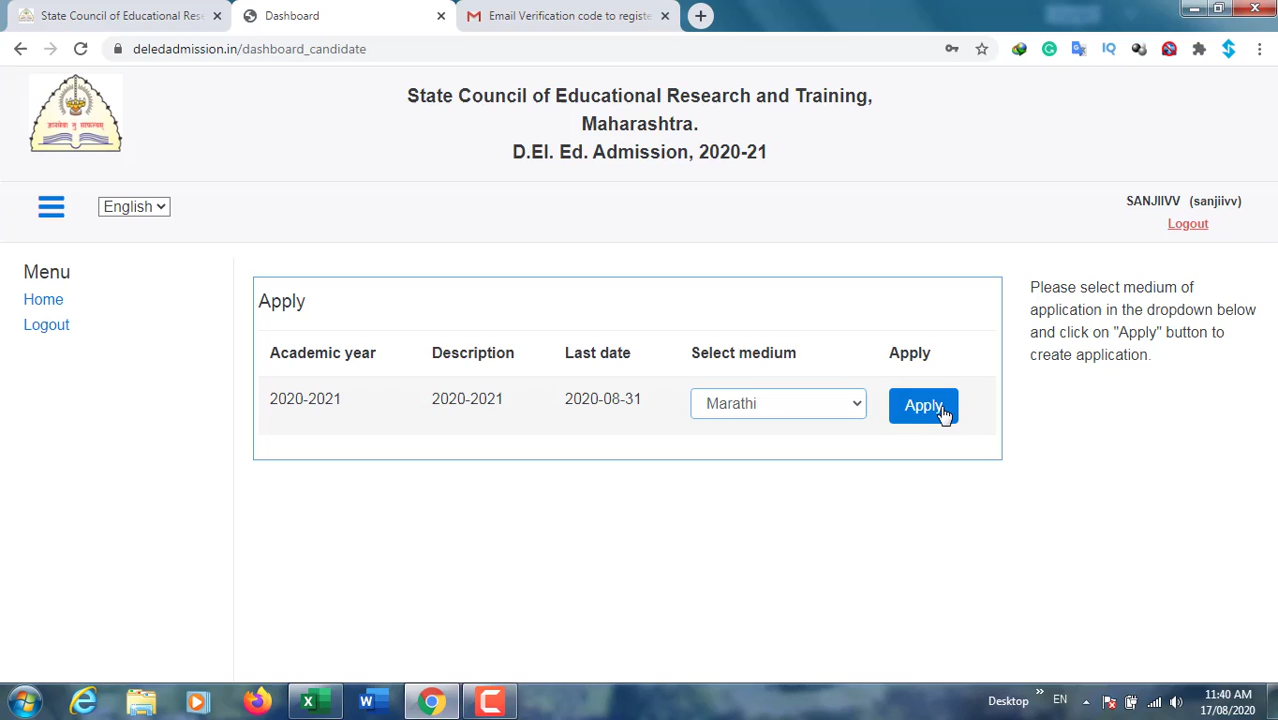 State Council of Educational Rese
Dashboard
Email Verification code to registe
deledadmission.in/dashboard_candidate
IQ
State Council of Educational Research and Training,
Maharashtra.
D.El. Ed. Admission, 2020-21
English
SANJIIVV (sanjiivv)
Logout
Menu
Home
Logout
Apply
Academic year Description Last date Select medium Apply
2020-2021 2020-2021 2020-08-31 Marathi Apply
Please select medium of
application in the dropdown below
and click on "Apply" button to
create application.
Desktop
EN
11:40 AM
17/08/2020